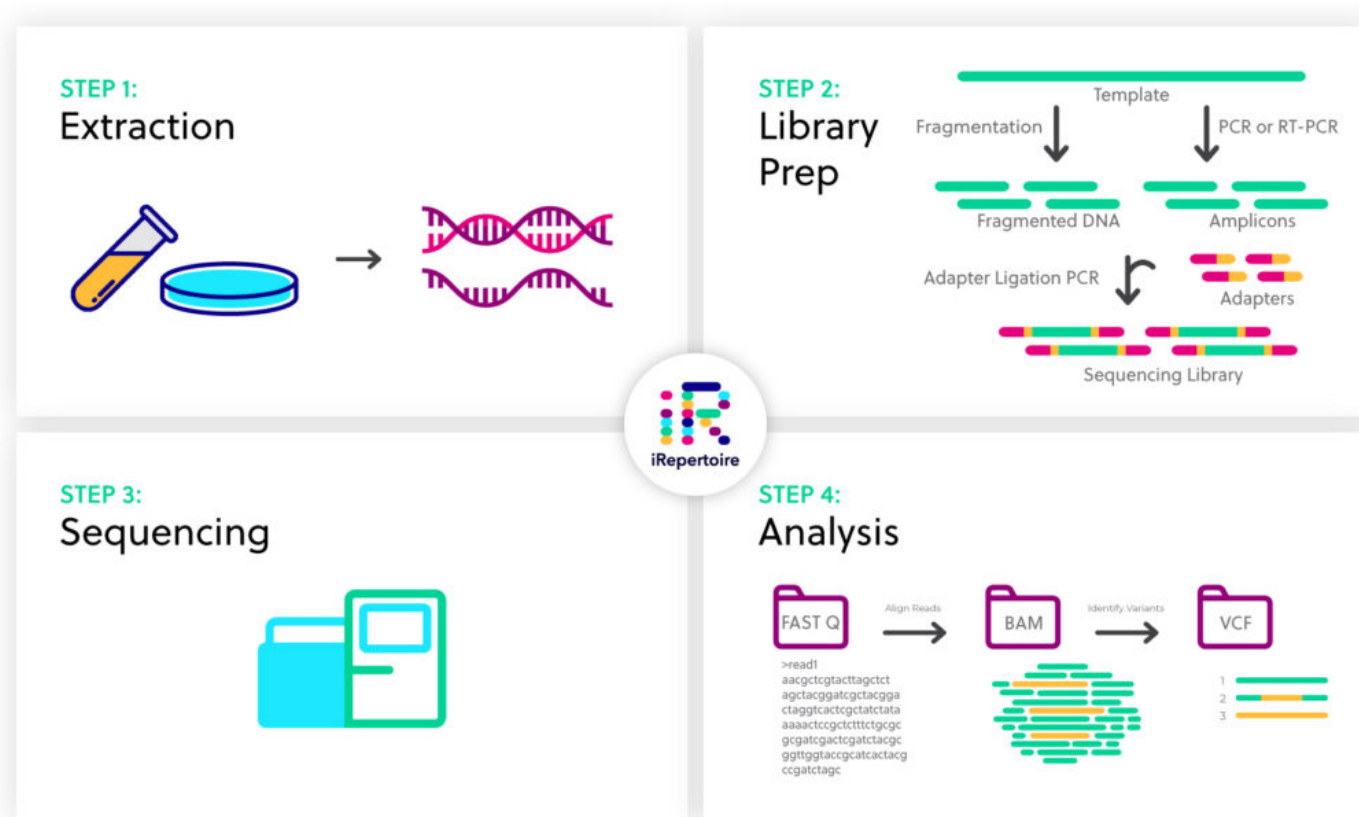 STEP 1:
Extraction
STEP 2:
Library
Prep
Template
Fragmentation
PCR or RT-PCR
Fragmented DNA
Amplicons
Adapter Ligation PCR
Adapters
Sequencing Library
iR
iRepertoire
STEP 3:
Sequencing
STEP 4:
Analysis
FAST Q
Align Reads
BAM
Identify Variants
VCF
>read1
aacgctcgtacttagctct
agctacggatcgctacgga
ctaggtcactcgctatctata
aaaactccgctctttctgcgc
gcgatcgactcgatctacgc
ggttggtaccgcatcactacg
ccgatctagc
1
2
3